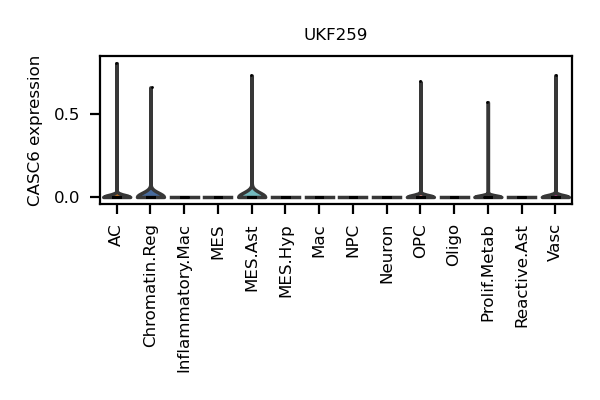 UKF259
CASC6 expression
0.5
0.0
AC
Chromatin.Reg
Inflammatory.Mac
MES
MES.Ast
MES.Hyp
Mac
NPC
Neuron
OPC
Oligo
Prolif.Metab
Reactive.Ast
Vasc